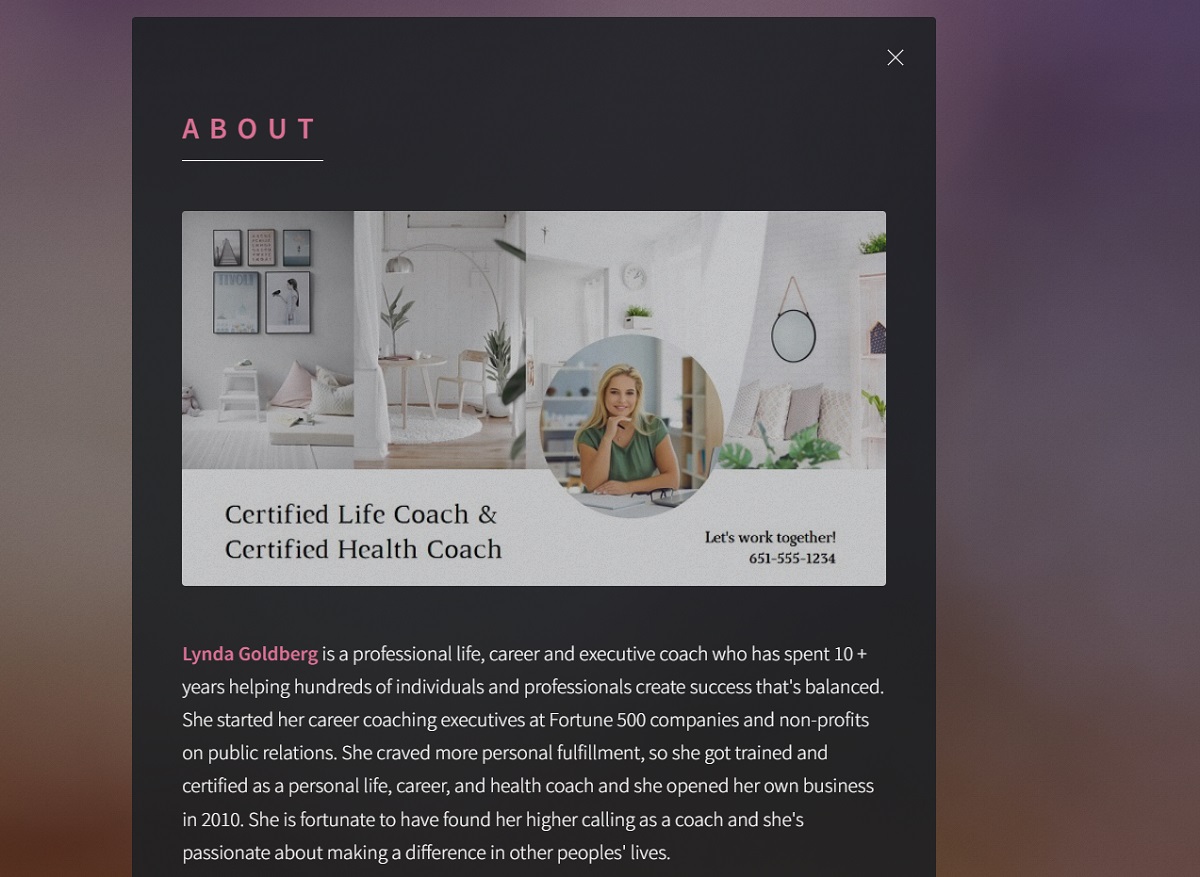 ABOUT
TIVOLI
Certified Life Coach &
Certified Health Coach
Let's work together!
651-555-1234
Lynda Goldberg is a professional life, career and executive coach who has spent 10 +
years helping hundreds of individuals and professionals create success that's balanced.
She started her career coaching executives at Fortune 500 companies and non-profits
on public relations. She craved more personal fulfillment, so she got trained and
certified as a personal life, career, and health coach and she opened her own business
in 2010. She is fortunate to have found her higher calling as a coach and she's
passionate about making a difference in other peoples' lives.